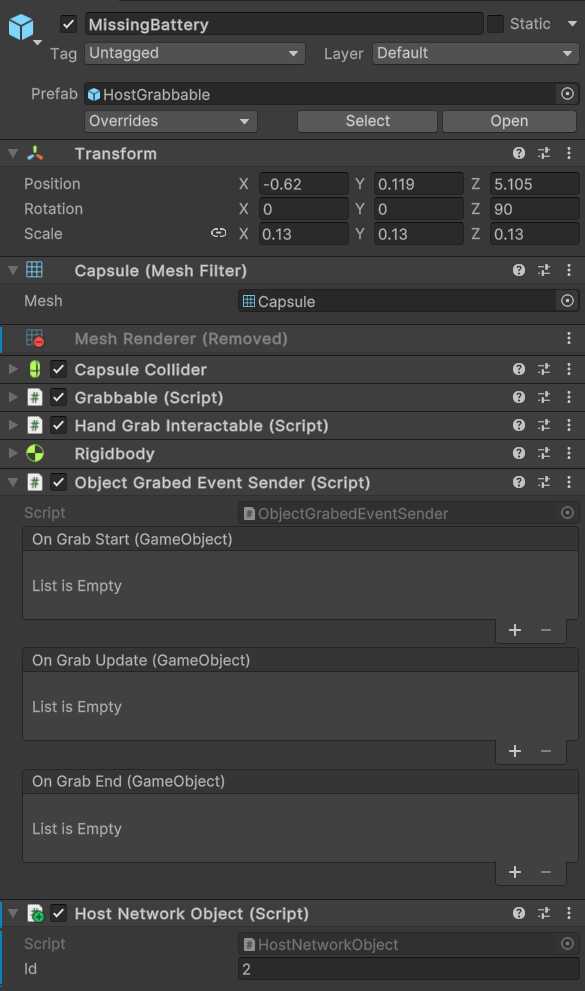 MissingBattery Static
Tag Untagged Layer Default
Prefab HostGrabbable
Overrides Select Open
Transform
Position X -0.62 Y 0.119 Z 5.105
Rotation X 0 Y 0 Z 90
Scale X 0.13 Y 0.13 Z 0.13
Capsule (Mesh Filter)
Mesh Capsule
Mesh Renderer (Removed)
Capsule Collider
Grabbable (Script)
Hand Grab Interactable (Script)
Rigidbody
Object Grabed Event Sender (Script)
Script ObjectGrabedEventSender
On Grab Start (GameObject)
List is Empty
On Grab Update (GameObject)
List is Empty
On Grab End (GameObject)
List is Empty
Host Network Object (Script)
Script HostNetworkObject
Id 2